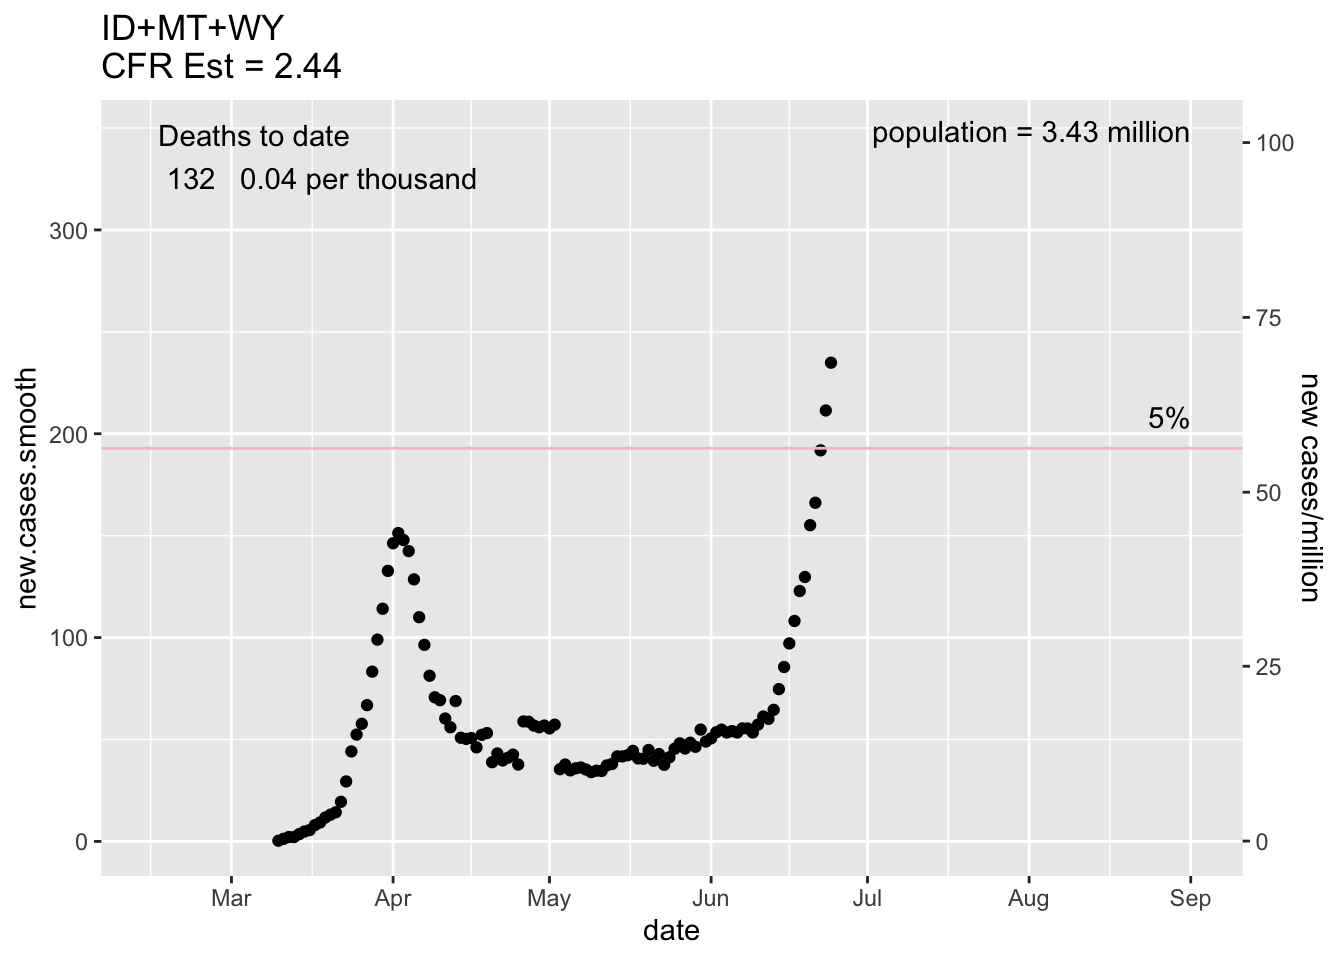 ID+MT+WY
CFR Est = 2.44
Deaths to date
132 0.04 per thousand
population = 3.43 million
5%
new.cases.smooth
300
200
100
0
100
75
50
25
0
new cases/million
Mar Apr May Jun Jul Aug Sep
date